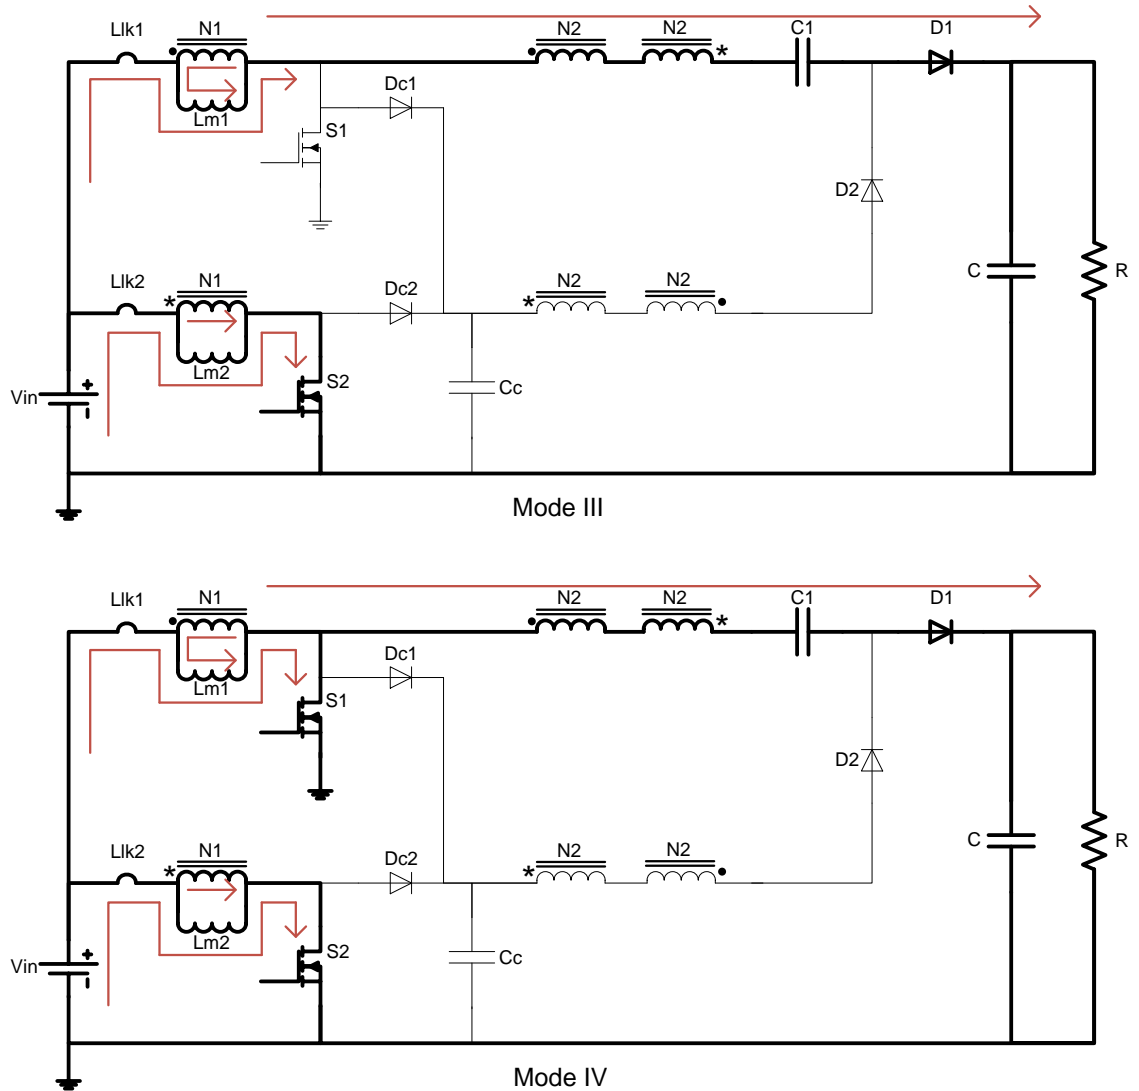 Llk1 N1 N2 N2 C1 D1
* 
Lm1 Dc1
S1
D2
Llk2 N1 Dc2 N2 N2 C R
* *
Lm2
S2
Vin + - Cc
Mode III
Llk1 N1 N2 N2 C1 D1
*
Lm1 Dc1
S1
D2
Llk2 N1 Dc2 N2 N2 C R
* *
Lm2
S2
Vin + - Cc
Mode IV